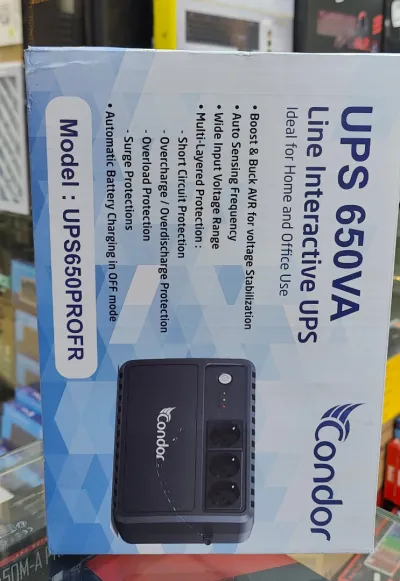 UPS 650VA
Line Interactive UPS
Ideal for Home and Office Use
Condor
• Boost & Buck AVR for voltage Stabilization
• Auto Sensing Frequency
• Wide Input Voltage Range
• Multi-Layered Protection :
- Short Circuit Protection
- Overcharge / Overdischarge Protection
- Overload Protection
- Surge Protections
• Automatic Battery Charging in OFF mode
Model : UPS650PROFR
Condor